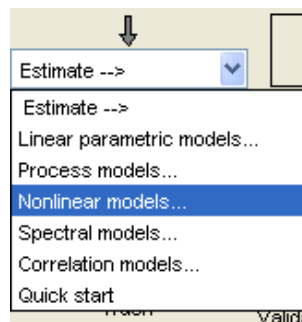 Estimate -->
Estimate -->
Linear parametric models...
Process models...
Nonlinear models...
Spectral models...
Correlation models...
Quick start